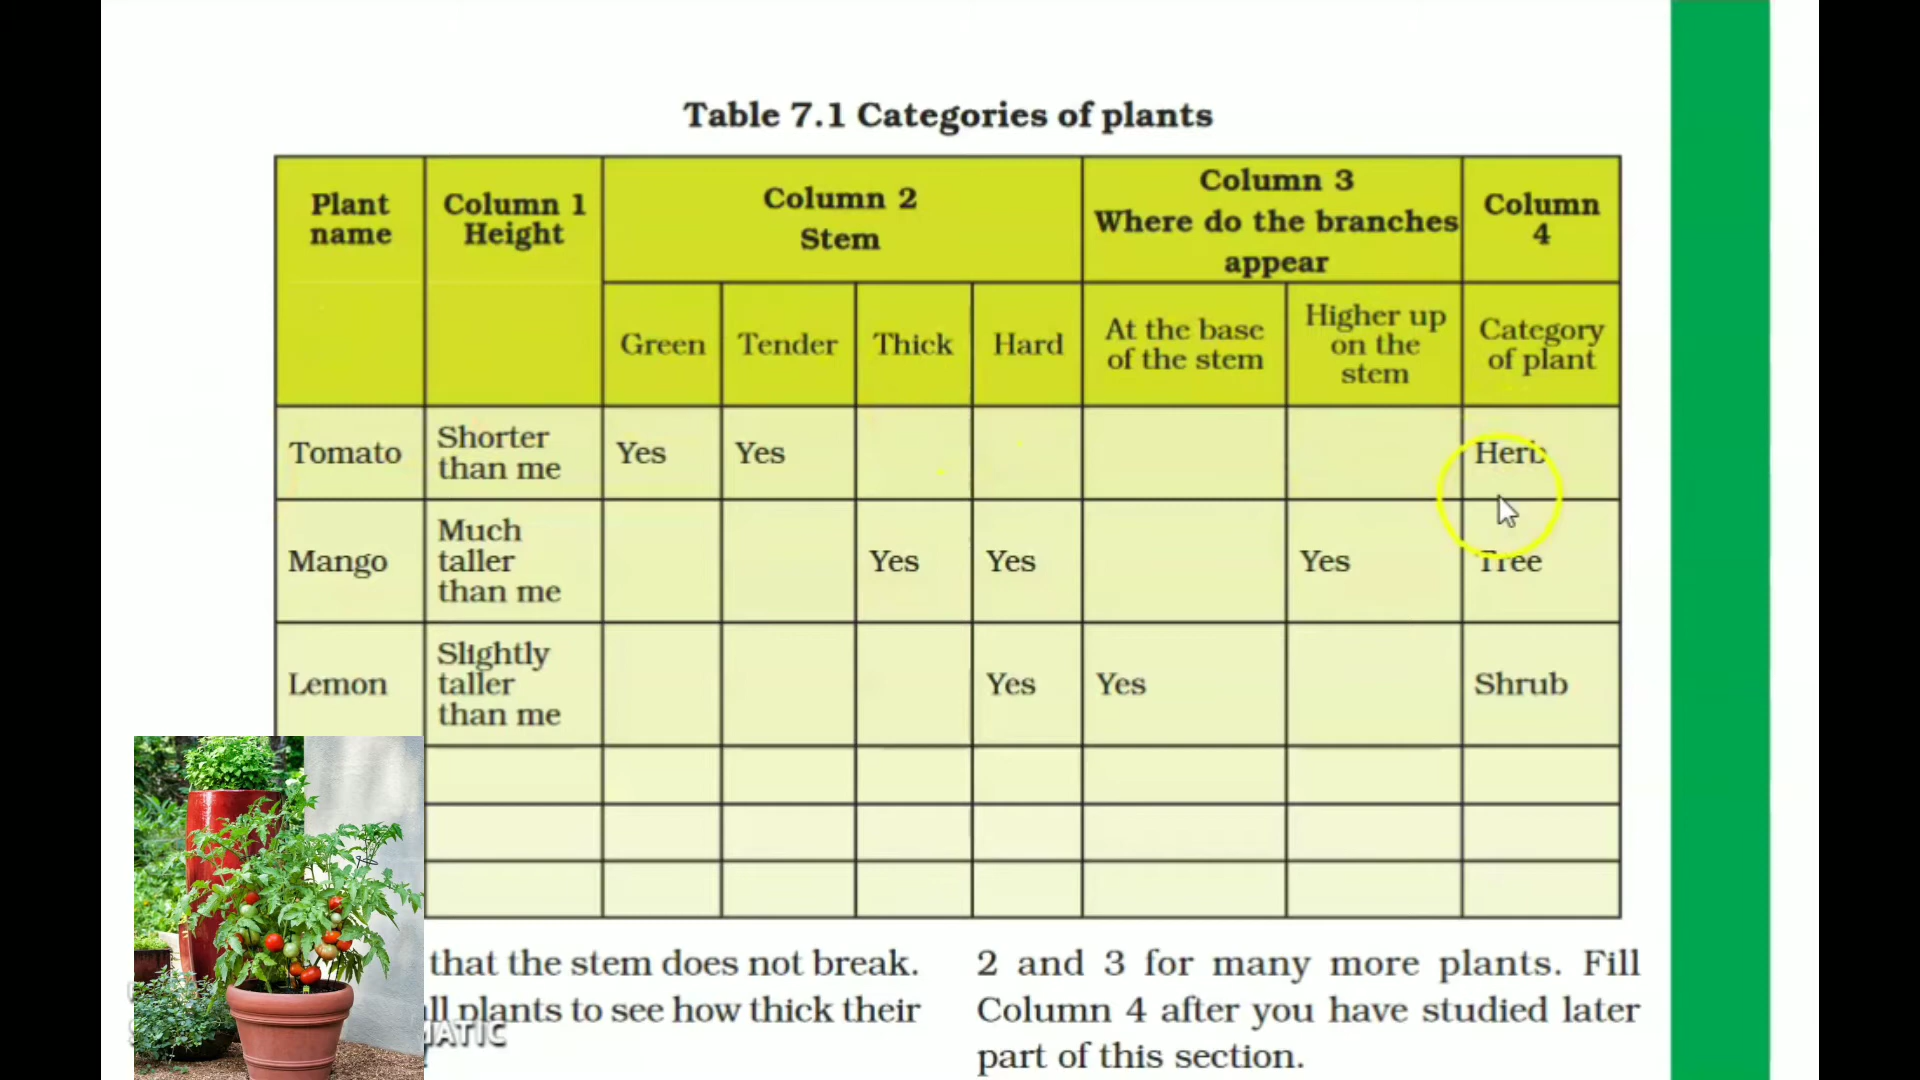 Table 7.1 Categories of plants
Plant name
Column 1 Height
Column 2 Stem
Column 3 Where do the branches appear
Column 4
Green
Tender
Thick
Hard
At the base of the stem
Higher up on the stem
Category of plant
Tomato
Shorter than me
Yes
Yes
Herb
Mango
Much taller than me
Yes
Yes
Yes
Tree
Lemon
Slightly taller than me
Yes
Yes
Shrub
that the stem does not break.
plants to see how thick their
2 and 3 for many more plants. Fill
Column 4 after you have studied later
part of this section.